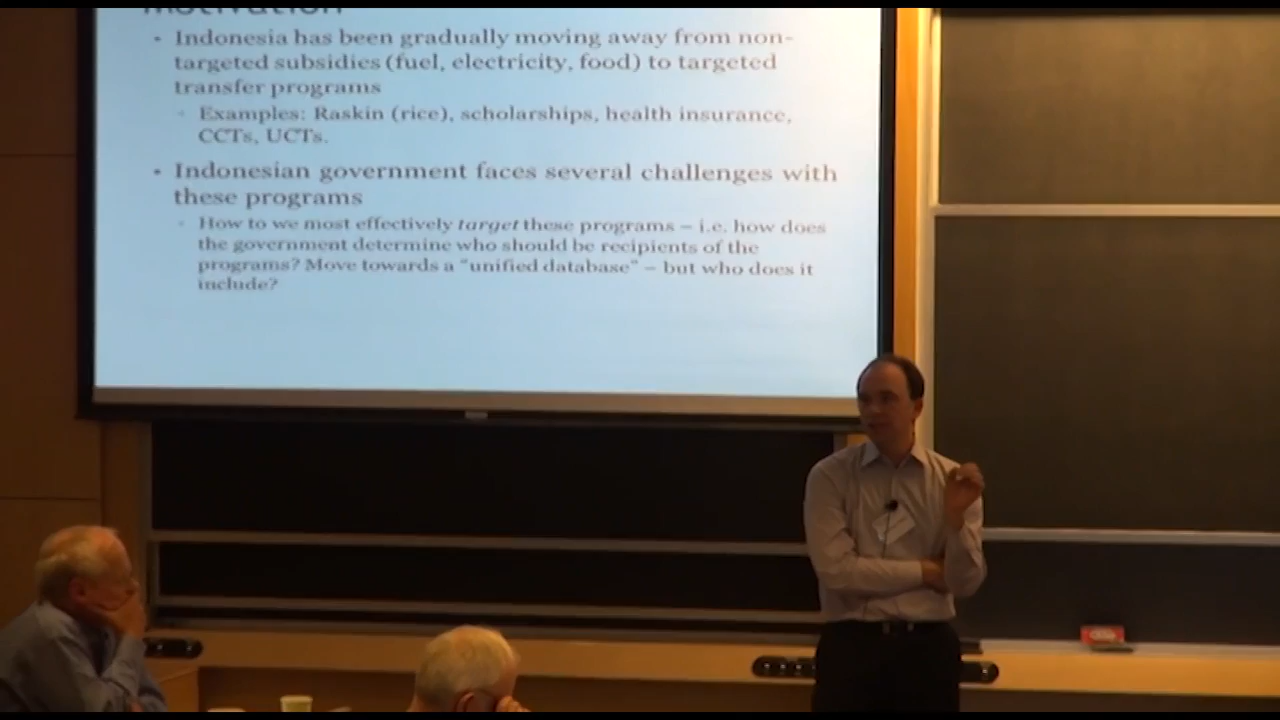 Motivation
• Indonesia has been gradually moving away from non-
targeted subsidies (fuel, electricity, food) to targeted
transfer programs
◦ Examples: Raskin (rice), scholarships, health insurance,
CCTs, UCTs.
• Indonesian government faces several challenges with
these programs
◦ How to we most effectively target these programs – i.e. how does
the government determine who should be recipients of the
programs? Move towards a "unified database" – but who does it
include?